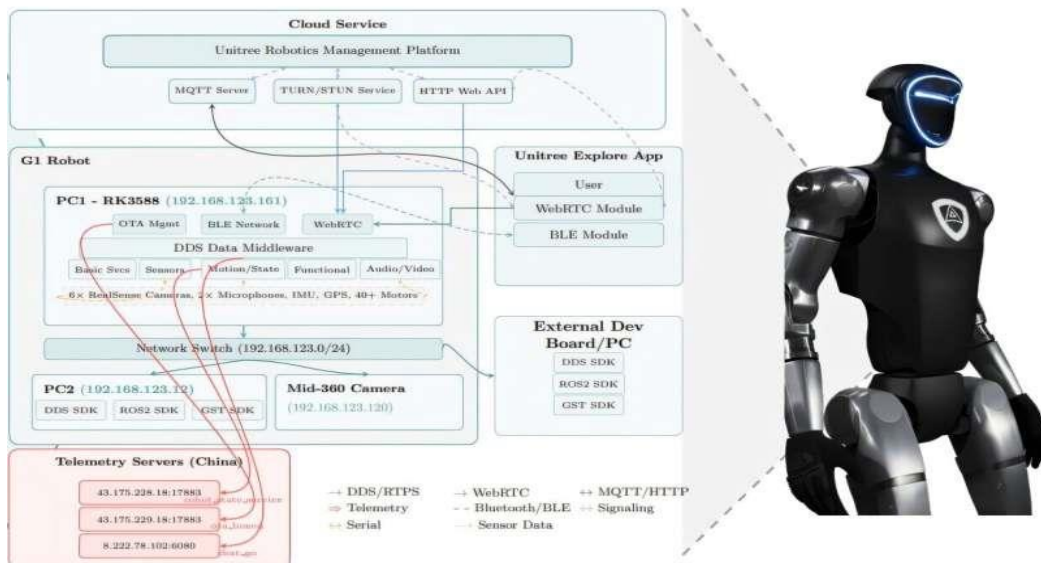 Cloud Service
Unitree Robotics Management Platform
MQTT Server
TURN/STUN Service
HTTP Web API
G1 Robot
PC1 - RK3588 (192.168.123.161)
OTA Mgmt
BLE Network
WebRTC
DDS Data Middleware
Basic Secs
Sensors
Motion/State
Functional
Audio/Video
6× RealSense Cameras, 2× Microphones, IMU, GPS, 40+ Motors
Network Switch (192.168.123.0/24)
PC2 (192.168.123.12)
DDS SDK
ROS2 SDK
GST SDK
Mid-360 Camera
(192.168.123.120)
Unitree Explore App
User
WebRTC Module
BLE Module
External Dev
Board/PC
DDS SDK
ROS2 SDK
GST SDK
Telemetry Servers (China)
43.175.228.18:17883
robot_state_service
43.175.229.18:17883
8.222.78.102:6080
chat_go
→ DDS/RTPS
→ WebRTC
↔ MQTT/HTTP
Telemetry
Bluetooth/BLE
Signaling
Serial
Sensor Data